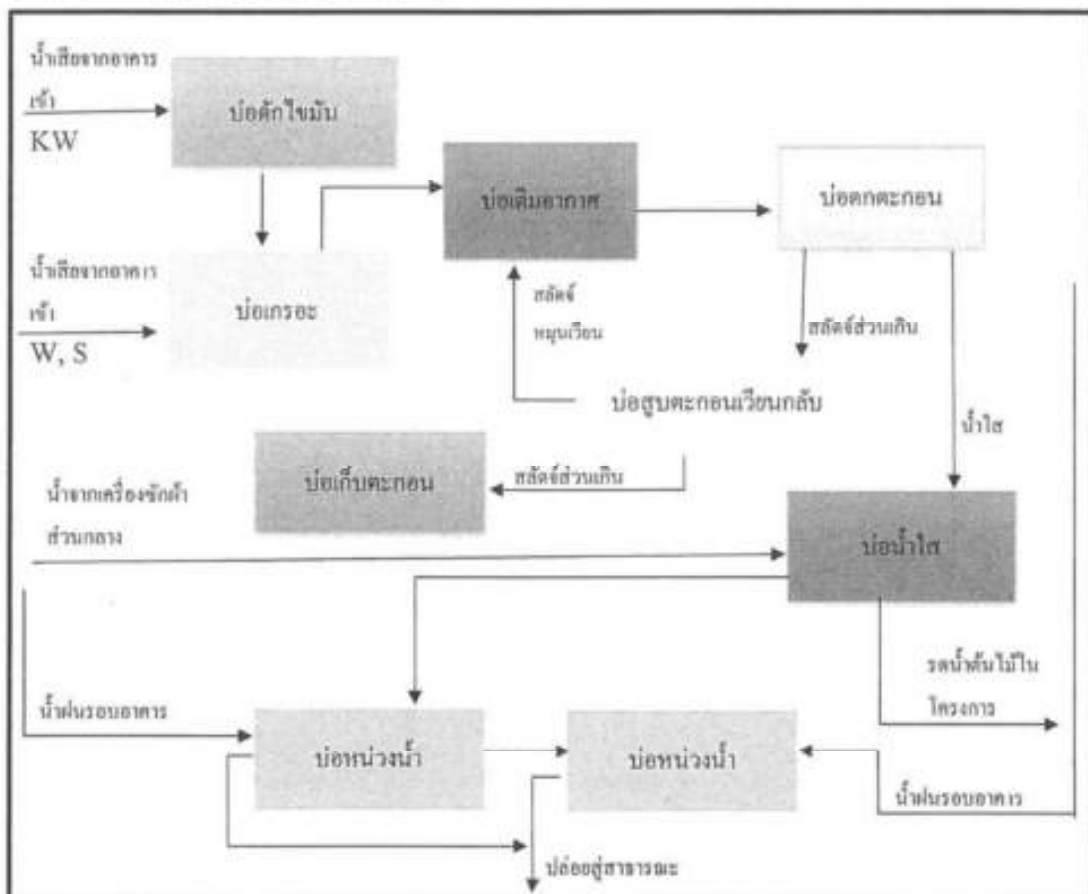 น้ำเสียจากอาคาร
เข้า
KW
บ่อดักไขมัน
บ่อเติมอากาศ
บ่อตกตะกอน
น้ำเสียจากอาคาร
เข้า
W, S
บ่อเกรอะ
สลัดจ์
หมุนเวียน
สลัดจ์ส่วนเกิน
บ่อสูบตะกอนเวียนกลับ
น้ำใส
บ่อเก็บตะกอน
สลัดจ์ส่วนเกิน
น้ำจากเครื่องซักผ้า
ส่วนกลาง
บ่อน้ำใส
รดน้ำต้นไม้ใน
โครงการ
น้ำฝนรอบอาคาร
บ่อหน่วงน้ำ
บ่อหน่วงน้ำ
น้ำฝนรอบอาคาร
ปล่อยสู่สาธารณะ